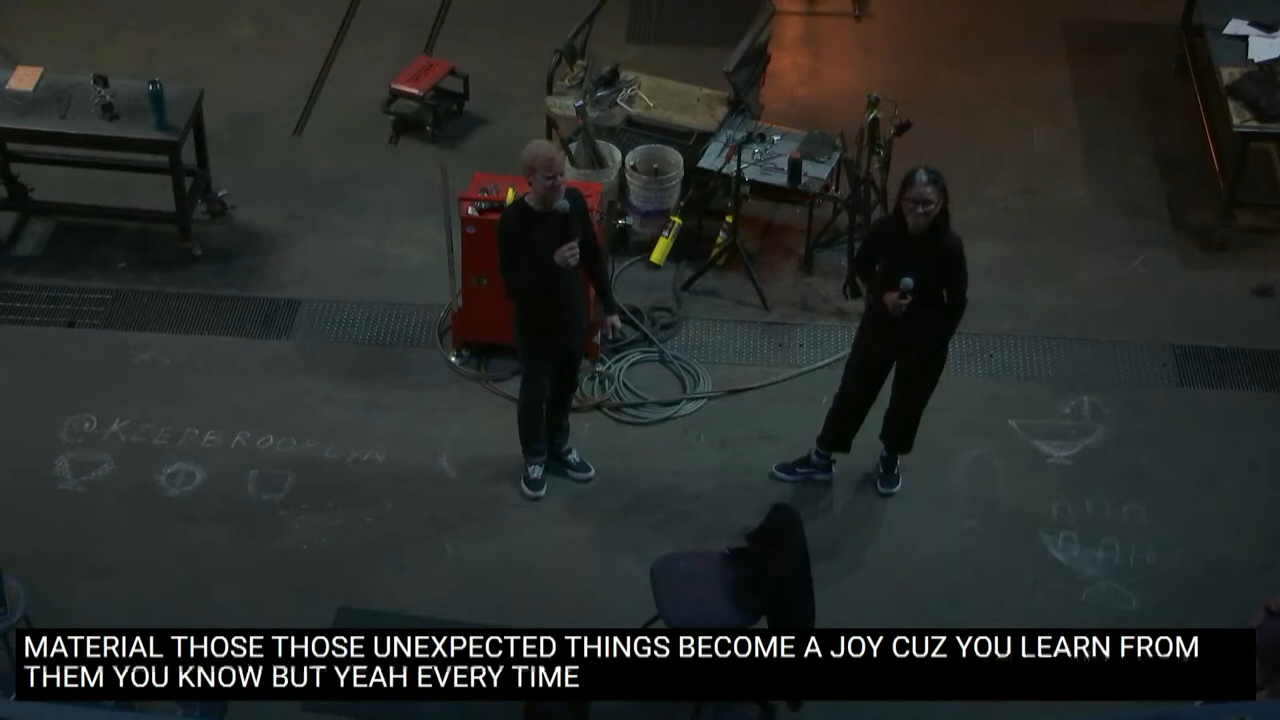 @KEEPBROOKLYN
MATERIAL THOSE THOSE UNEXPECTED THINGS BECOME A JOY CUZ YOU LEARN FROM
THEM YOU KNOW BUT YEAH EVERY TIME